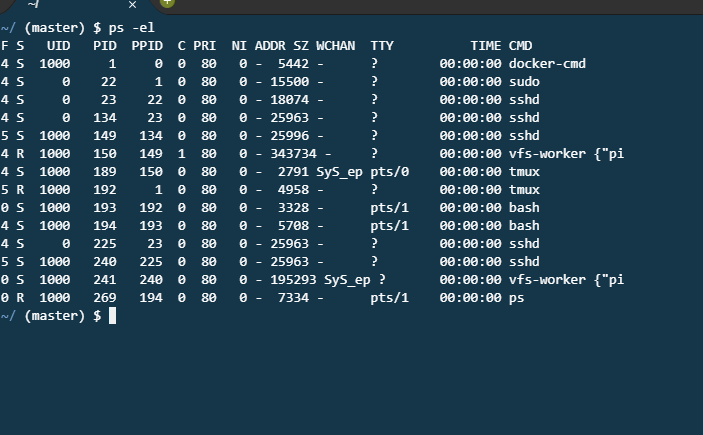 ~/
~/ (master) $ ps -el
F S   UID   PID  PPID  C PRI  NI ADDR SZ WCHAN  TTY          TIME CMD
4 S  1000     1     0  0  80   0 -  5442 -      ?        00:00:00 docker-cmd
4 S     0    22     1  0  80   0 - 15500 -      ?        00:00:00 sudo
4 S     0    23    22  0  80   0 - 18074 -      ?        00:00:00 sshd
4 S     0   134    23  0  80   0 - 25963 -      ?        00:00:00 sshd
5 S  1000   149   134  0  80   0 - 25996 -      ?        00:00:00 sshd
4 R  1000   150   149  1  80   0 - 343734 -     ?        00:00:00 vfs-worker {"pi
4 S  1000   189   150  0  80   0 -  2791 SyS_ep pts/0    00:00:00 tmux
5 R  1000   192     1  0  80   0 -  4958 -      ?        00:00:00 tmux
0 S  1000   193   192  0  80   0 -  3328 -      pts/1    00:00:00 bash
4 S  1000   194   193  0  80   0 -  5708 -      pts/1    00:00:00 bash
4 S     0   225    23  0  80   0 - 25963 -      ?        00:00:00 sshd
5 S  1000   240   225  0  80   0 - 25963 -      ?        00:00:00 sshd
0 S  1000   241   240  0  80   0 - 195293 SyS_ep ?       00:00:00 vfs-worker {"pi
0 R  1000   269   194  0  80   0 -  7334 -      pts/1    00:00:00 ps
~/ (master) $